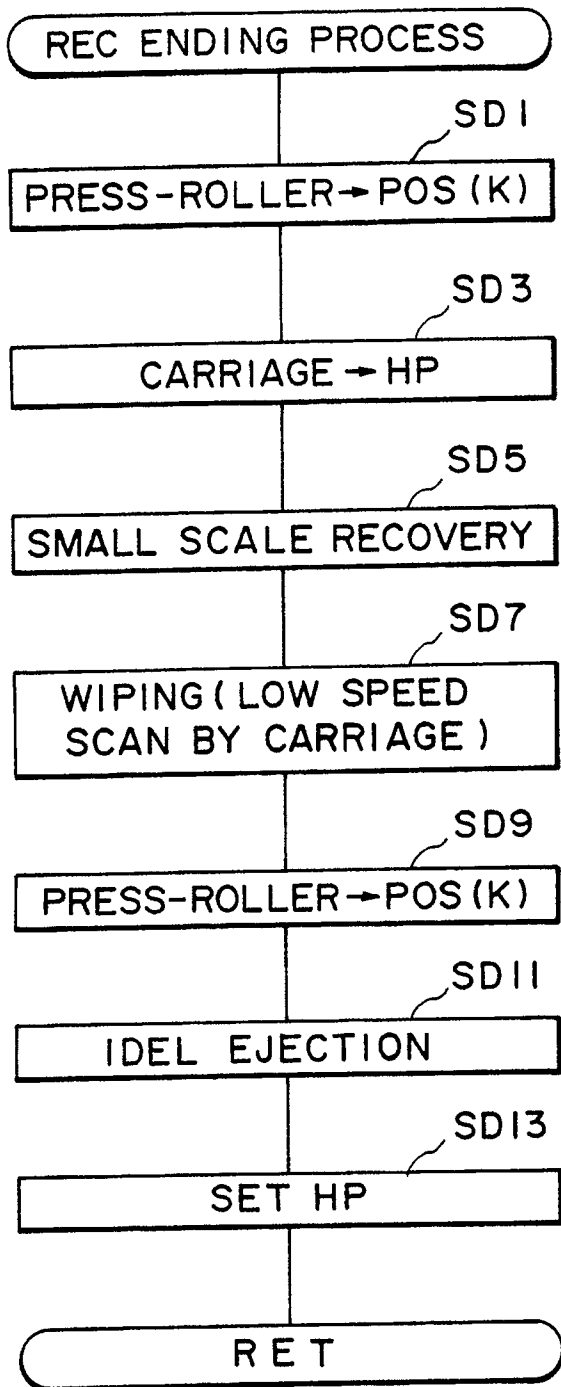 REC ENDING PROCESS
SD1
PRESS-ROLLER→POS(K)
SD3
CARRIAGE→HP
SD5
SMALL SCALE RECOVERY
SD7
WIPING(LOW SPEED
SCAN BY CARRIAGE)
SD9
PRESS-ROLLER→POS(K)
SD11
IDEL EJECTION
SD13
SET HP
RET